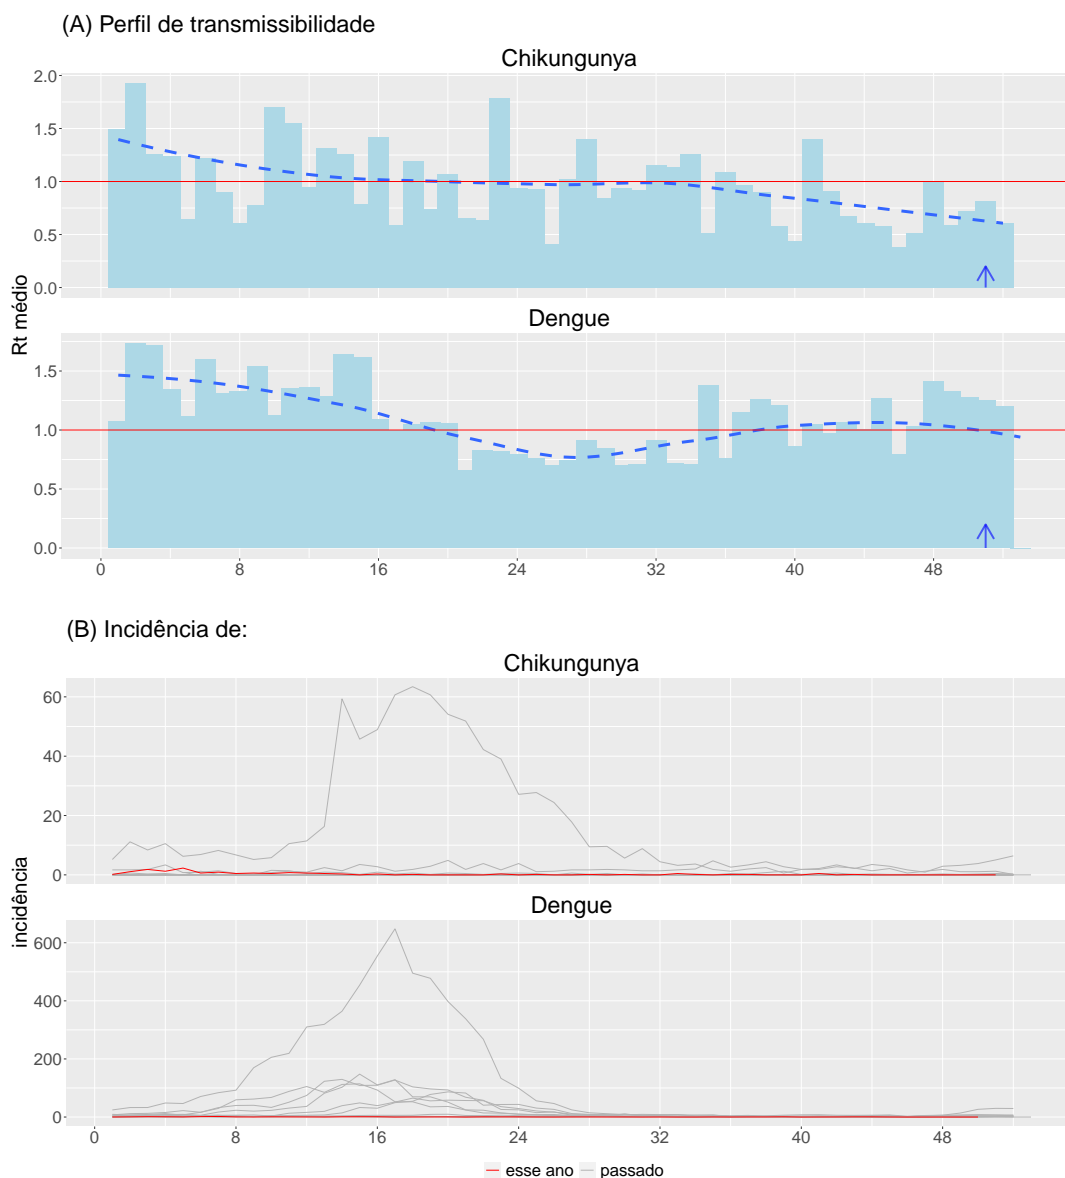 (A) Perfil de transmissibilidade
Chikungunya
2.0
1.5
1.0
0.5
0.0
Rt médio
Dengue
1.5
1.0
0.5
0.0
0 8 16 24 32 40 48
(B) Incidência de:
Chikungunya
60
40
20
0
incidência
Dengue
600
400
200
0
0 8 16 24 32 40 48
esse ano passado